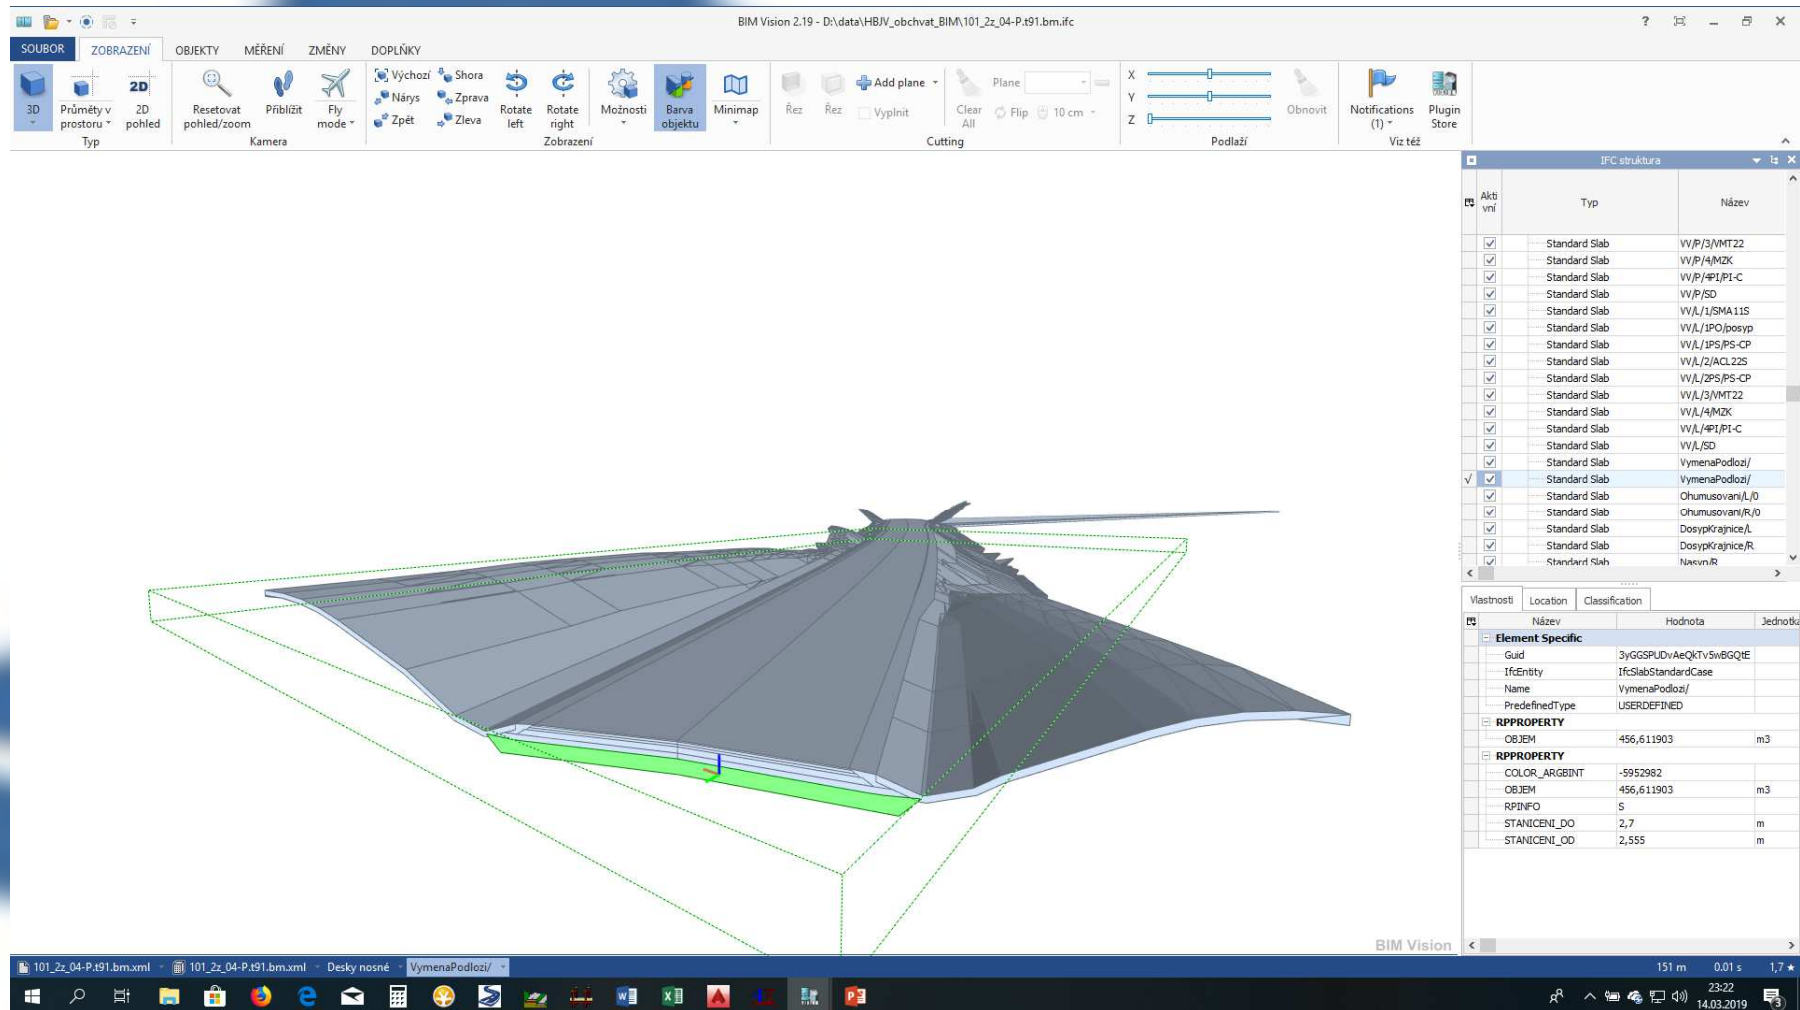 BIM Vision 2.19 - D:\data\HBJV_obchvat_BIM\101_2z_04-P.t91.bm.ifc
SOUBOR ZOBRAZENÍ OBJEKTY MĚŘENÍ ZMĚNY DOPLŇKY
3D
Průměty v
prostoru
2D
2D
pohled
Typ
Resetovat
pohled/zoom
Přiblížit
Fly
mode
Kamera
Výchozí Shora
Nárys Zprava
Zpět Zleva
Rotate
left
Rotate
right
Možnosti
Barva
objektu
Minimap
Zobrazení
Řez
Řez
Add plane
Vyplnit
Clear
All
Plane
Flip 10 cm
Cutting
X
Y
Z
Obnovit
Podlaží
Notifications
(1)
Plugin
Store
Viz též
IFC struktura
Akti
vní
Typ Název
Standard Slab VV/P/3/VMT22
Standard Slab VV/P/4/MZK
Standard Slab VV/P/4PI/PI-C
Standard Slab VV/P/SD
Standard Slab VV/L/1/SMA11S
Standard Slab VV/L/1PO/posyp
Standard Slab VV/L/1PS/PS-CP
Standard Slab VV/L/2/ACL22S
Standard Slab VV/L/2PS/PS-CP
Standard Slab VV/L/3/VMT22
Standard Slab VV/L/4/MZK
Standard Slab VV/L/4PI/PI-C
Standard Slab VV/L/SD
Standard Slab VymenaPodlozi/
Standard Slab VymenaPodlozi/
Standard Slab Ohumusovani/L/0
Standard Slab Ohumusovani/R/0
Standard Slab DosypKrajnice/L
Standard Slab DosypKrajnice/R
Standard Slab Nasyp/R
Vlastnosti Location Classification
Název Hodnota Jednotka
Element Specific
Guid 3yGGSPUDvAeQkTv5wBGQtE
IfcEntity IfcSlabStandardCase
Name VymenaPodlozi/
PredefinedType USERDEFINED
RPPROPERTY
OBJEM 456,611903 m3
RPPROPERTY
COLOR_ARGBINT -5952982
OBJEM 456,611903 m3
RPINFO S
STANICENI_DO 2,7 m
STANICENI_OD 2,555 m
BIM Vision
101_2z_04-P.t91.bm.xml 101_2z_04-P.t91.bm.xml Desky nosné VymenaPodlozi/
151 m 0.01 s 1,7
23:22
14.03.2019
3